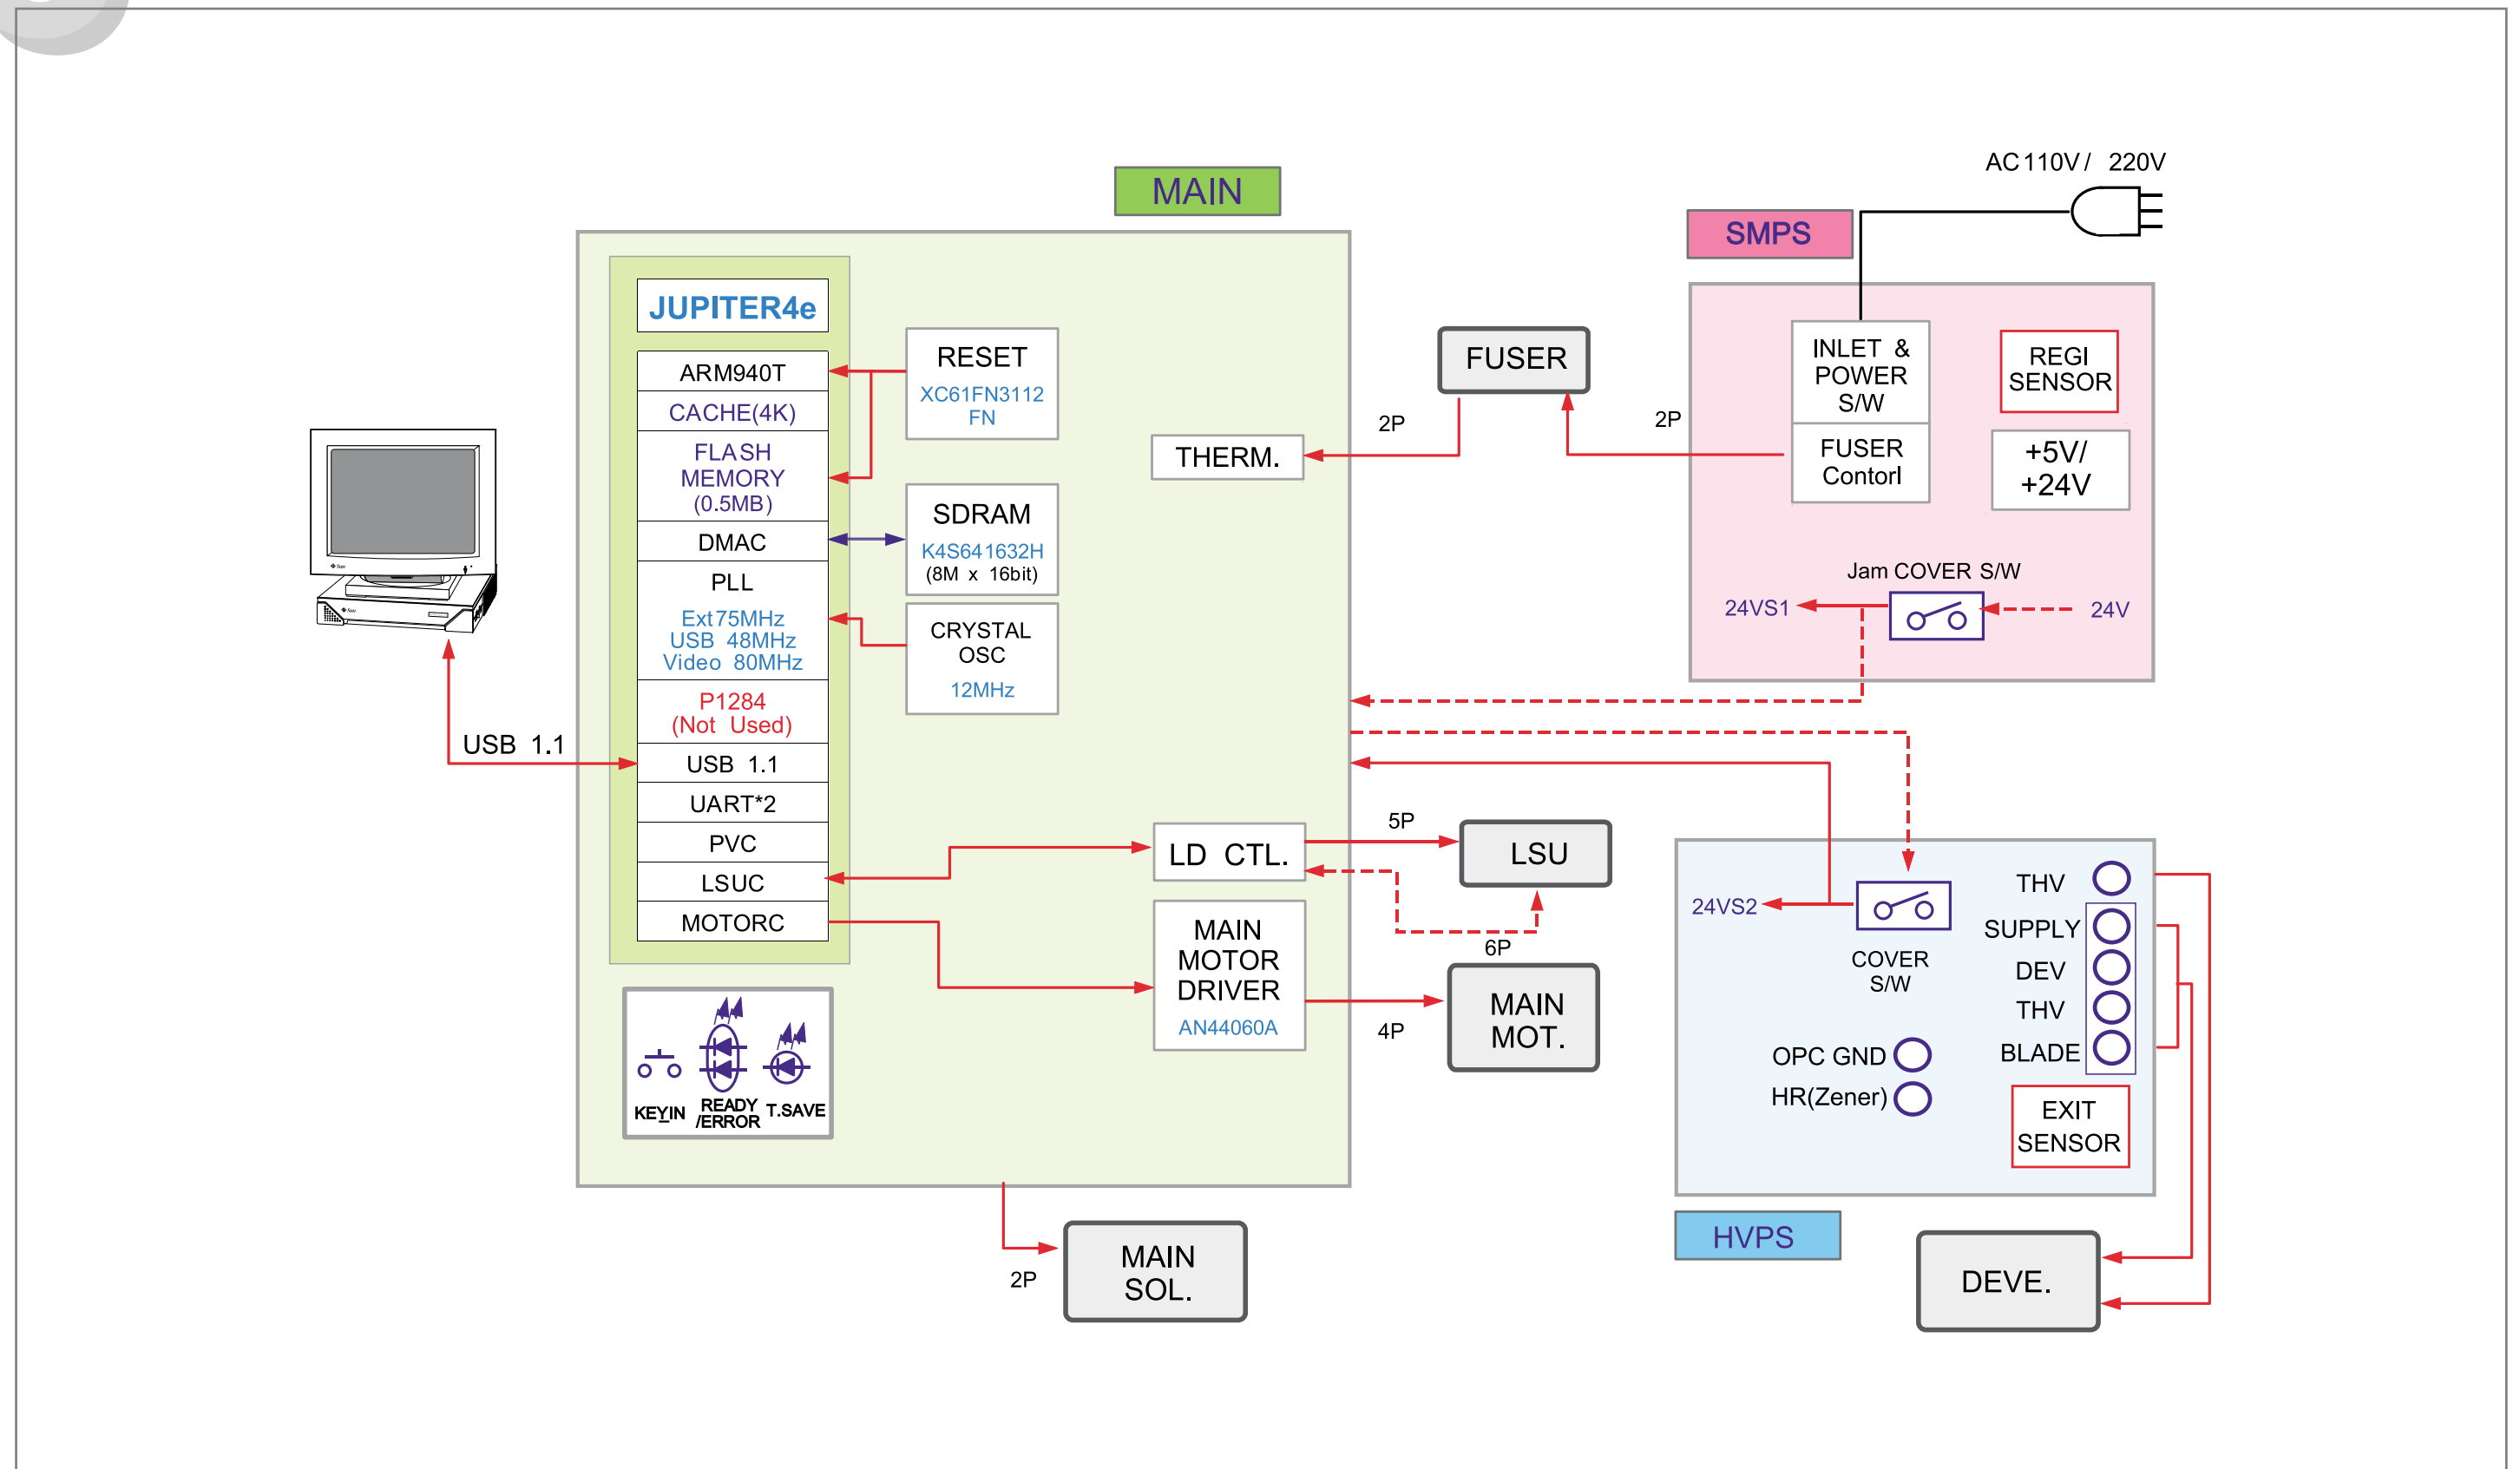 MAIN
AC110V / 220V
SMPS
JUPITER4e
ARM940T
CACHE(4K)
FLASH
MEMORY
(0.5MB)
DMAC
PLL
Ext75MHz
USB 48MHz
Video 80MHz
P1284
(Not Used)
USB 1.1
UART*2
PVC
LSUC
MOTORC
RESET
XC61FN3112
FN
SDRAM
K4S641632H
(8M x 16bit)
CRYSTAL
OSC
12MHz
USB 1.1
KEYIN
READY
/ERROR
T.SAVE
THERM.
2P
FUSER
2P
INLET &
POWER
S/W
FUSER
Contorl
REGI
SENSOR
+5V/
+24V
Jam COVER S/W
24VS1
24V
LD CTL.
5P
LSU
6P
MAIN
MOTOR
DRIVER
AN44060A
4P
MAIN
MOT.
24VS2
COVER
S/W
THV
SUPPLY
DEV
THV
BLADE
OPC GND
HR(Zener)
EXIT
SENSOR
HVPS
DEVE.
2P
MAIN
SOL.